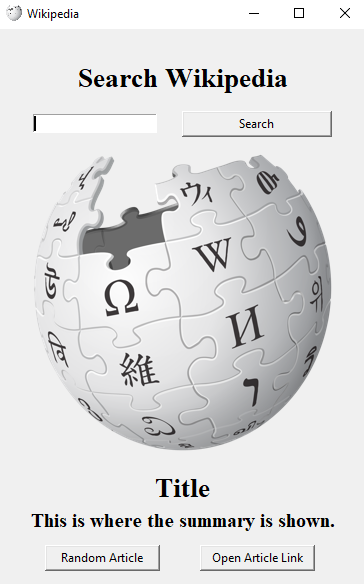 Wikipedia
Search Wikipedia
Search
ウィ
W
Ω
И
維
Title
This is where the summary is shown.
Random Article
Open Article Link